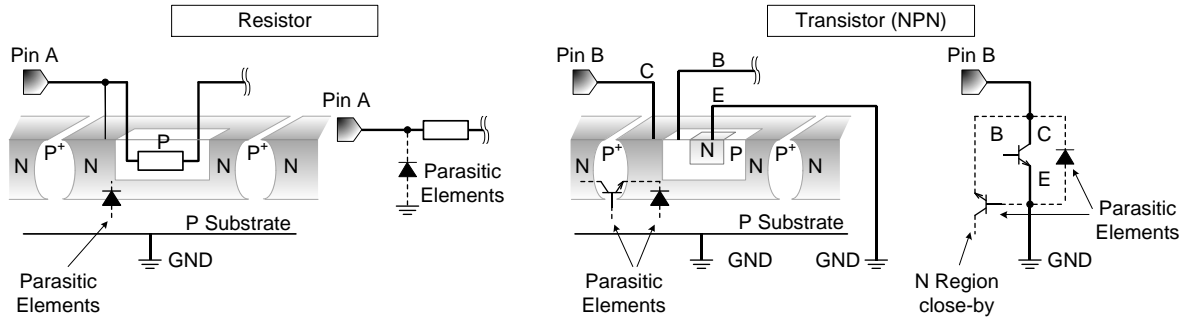 Resistor
Pin A
N
P⁺
N
P
N
P⁺
N
P Substrate
GND
Parasitic
Elements
Pin A
Parasitic
Elements
Transistor (NPN)
Pin B
C
B
E
N
P⁺
N
N
P
N
P⁺
N
P Substrate
GND
GND
Parasitic
Elements
Pin B
B
C
E
Parasitic
Elements
GND
N Region
close-by